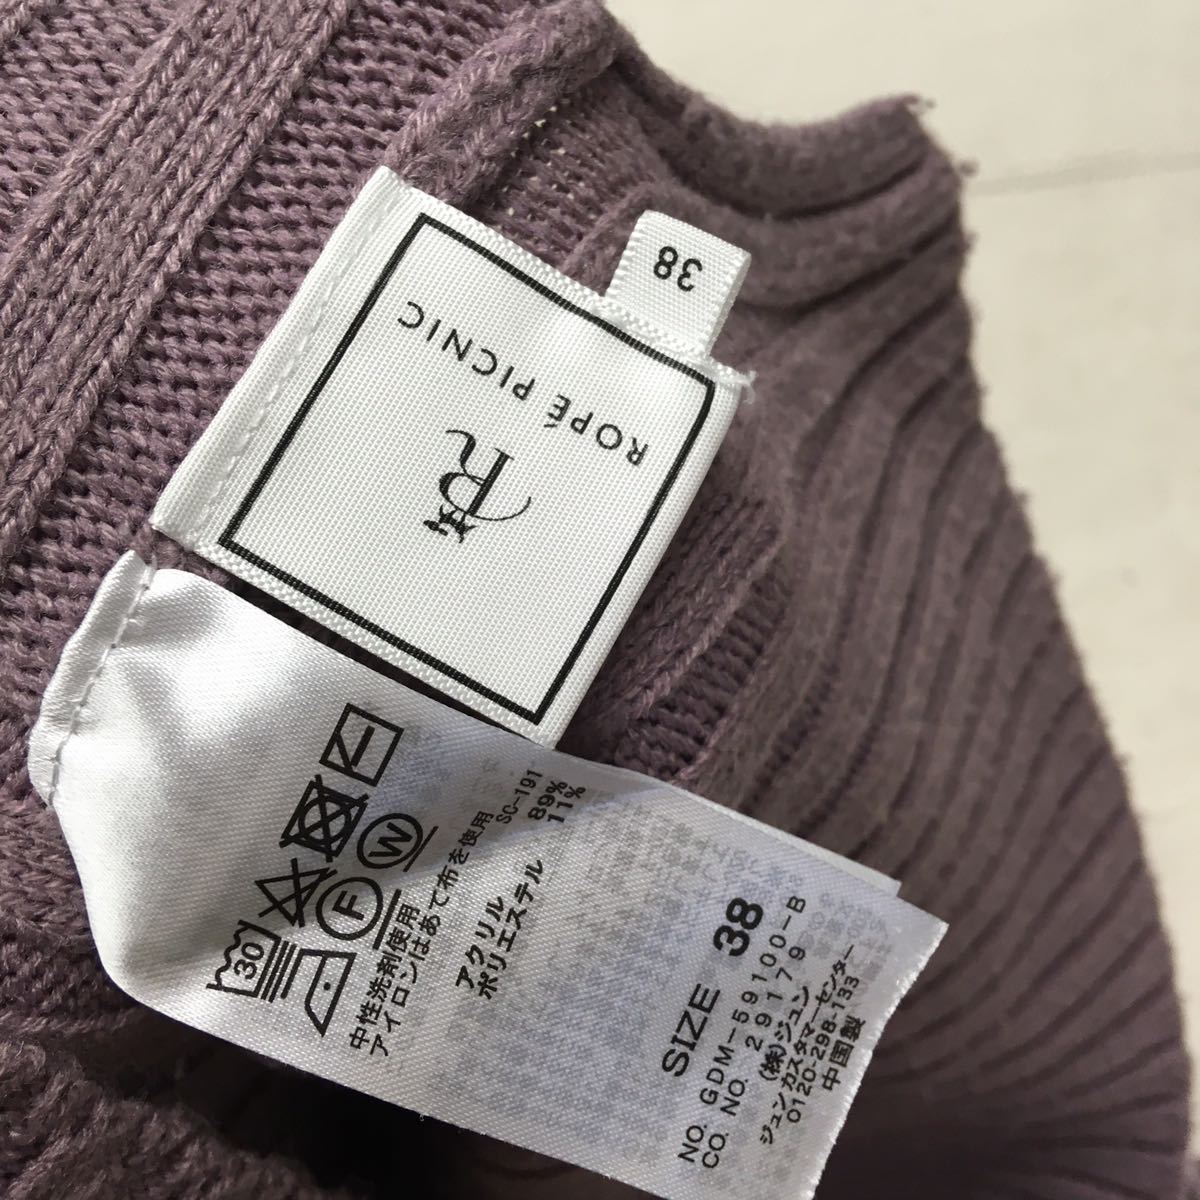 38
ROPÉ PICNIC
R
30
F
W
中性洗剤使用
アイロンはあて布を使用
SC-191
アクリル 89%
ポリエステル 11%
SIZE 38
NO. GDM-59100-B
CO. NO. 29179
(株)ジュン
ジュンカスタマーセンター
0120-298-133
中国製